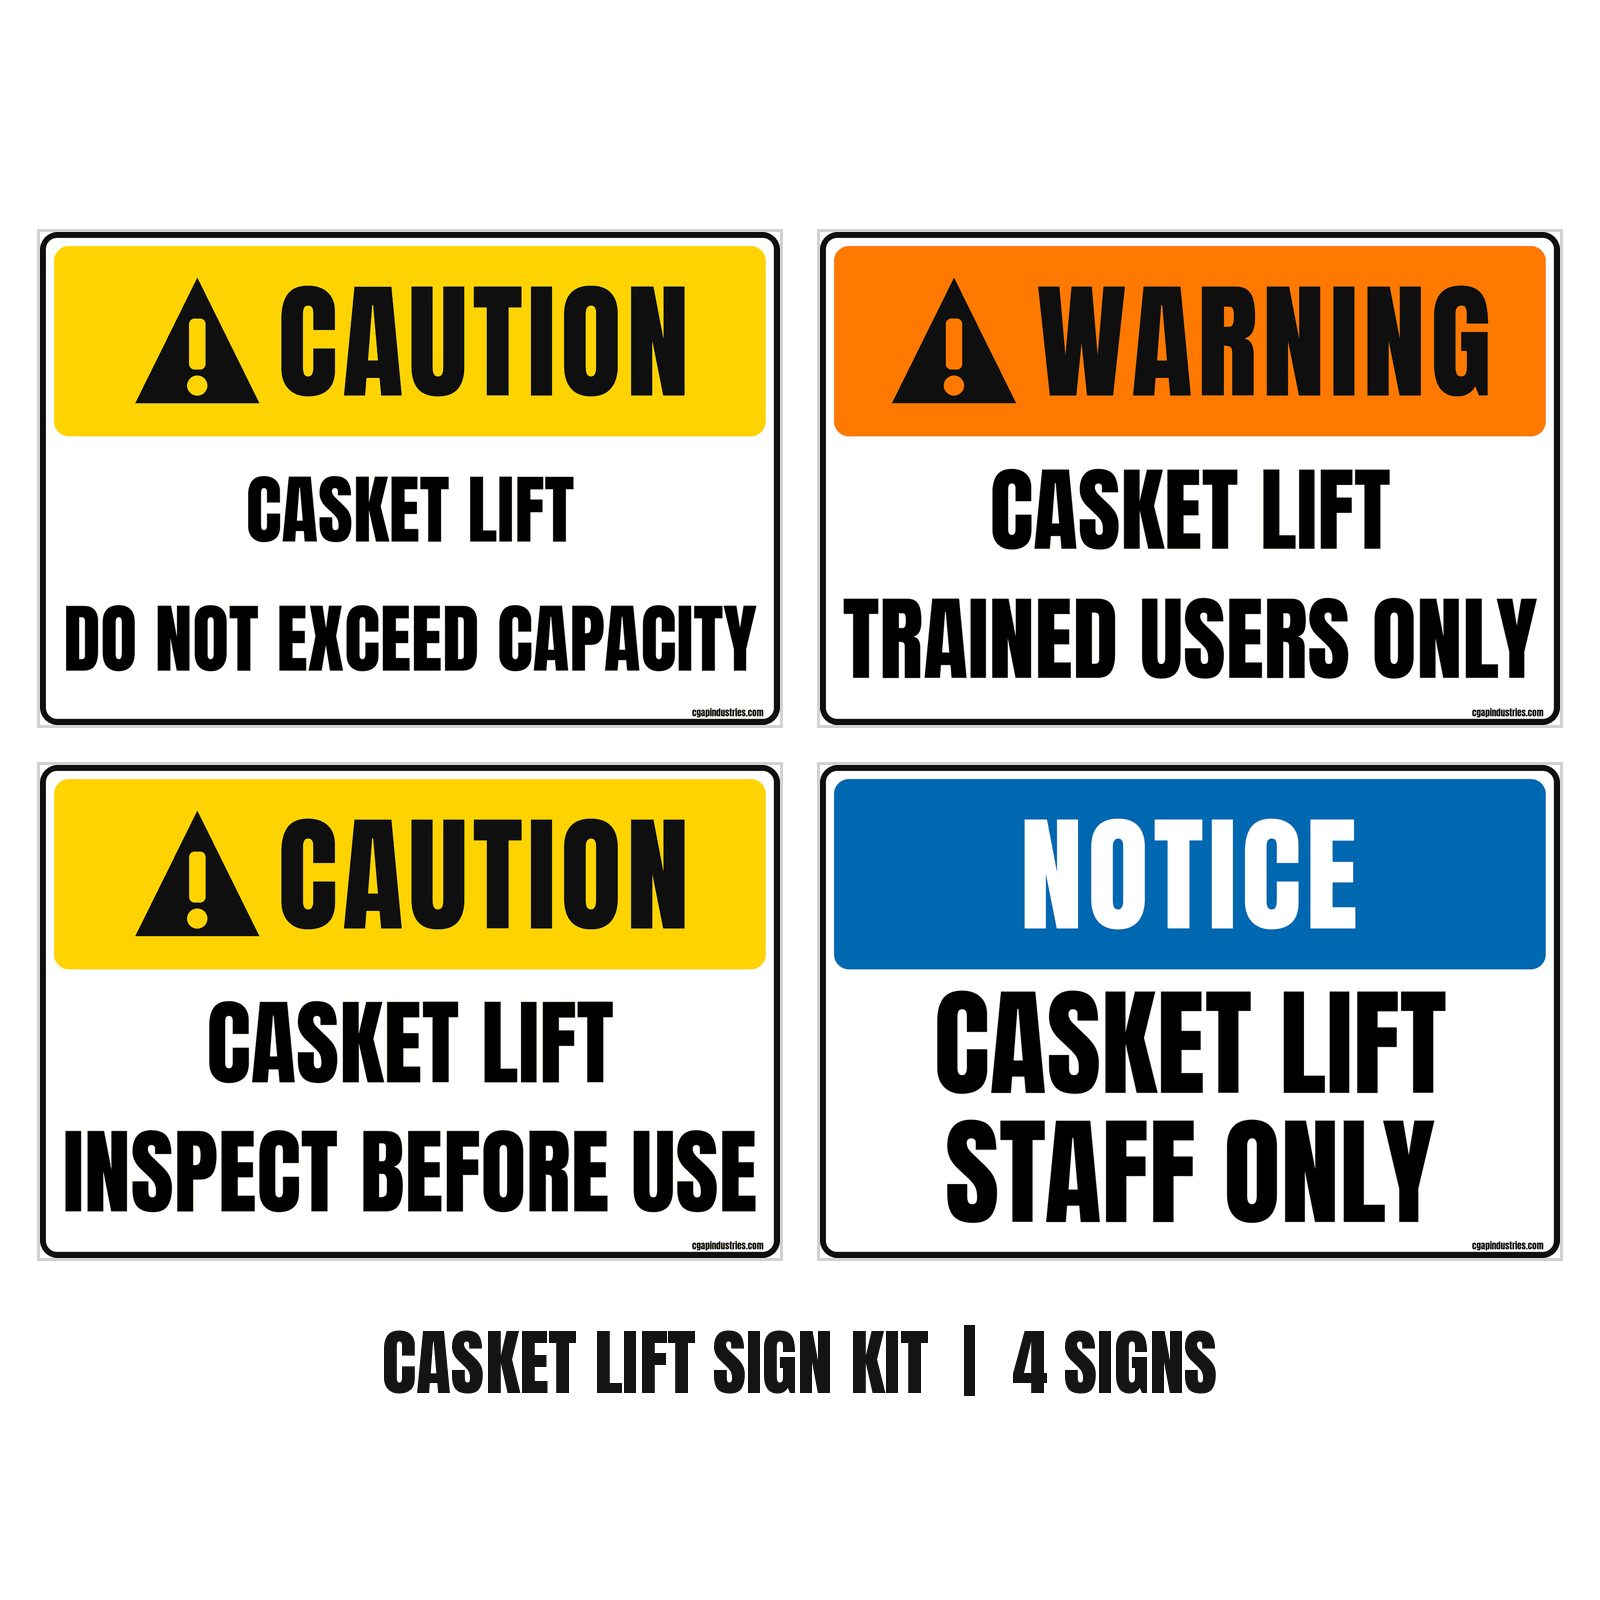 CAUTION
CASKET LIFT
DO NOT EXCEED CAPACITY
cgapindustries.com
WARNING
CASKET LIFT
TRAINED USERS ONLY
cgapindustries.com
CAUTION
CASKET LIFT
INSPECT BEFORE USE
cgapindustries.com
NOTICE
CASKET LIFT
STAFF ONLY
cgapindustries.com
CASKET LIFT SIGN KIT | 4 SIGNS